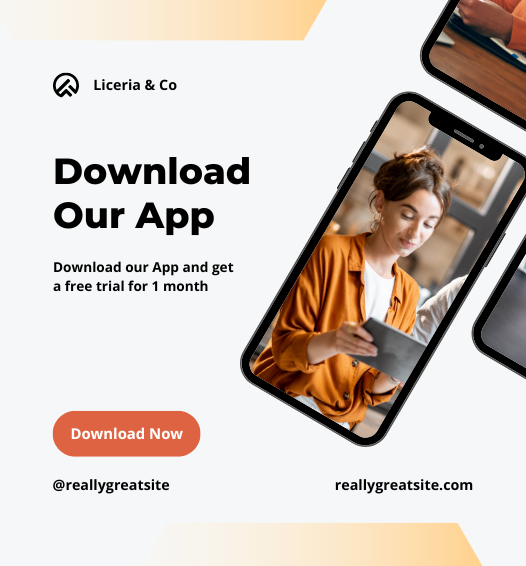 Liceria & Co
Download
Our App
Download our App and get
a free trial for 1 month
Download Now
@reallygreatsite
reallygreatsite.com